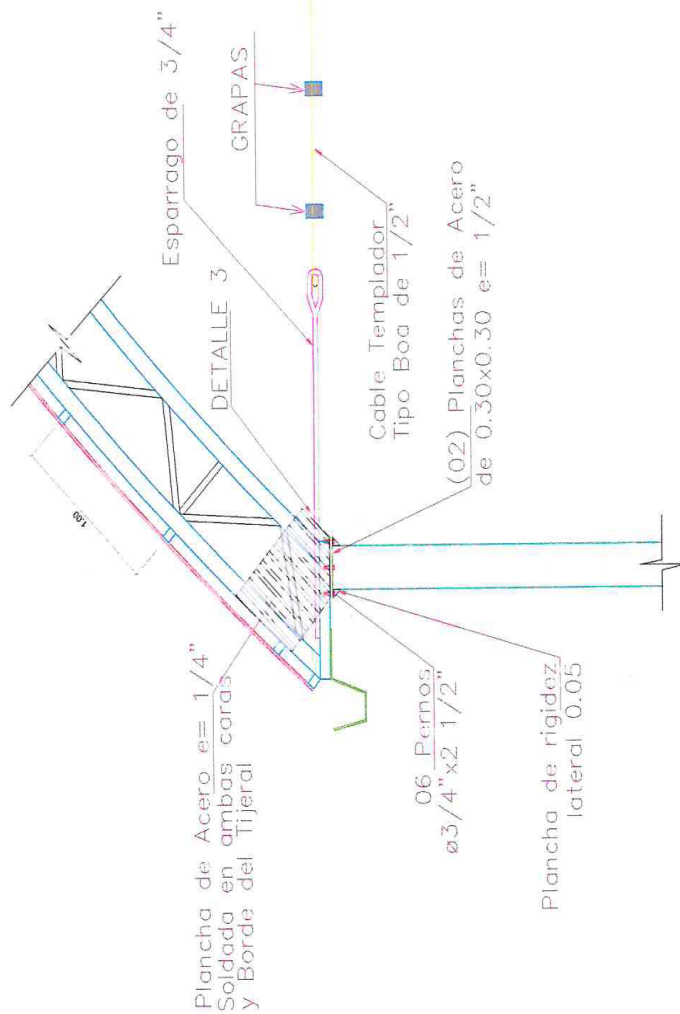 Esparrago de 3/4"
GRAPAS
DETALLE 3
1.00
Cable Templador
Tipo Boa de 1/2"
(02) Planchas de Acero
de 0.30x0.30 e= 1/2"
Plancha de Acero e= 1/4"
Soldada en ambas caras
y Borde del Tijeral
06 Pernos
ø3/4"x2 1/2"
Plancha de rigidez
lateral 0.05